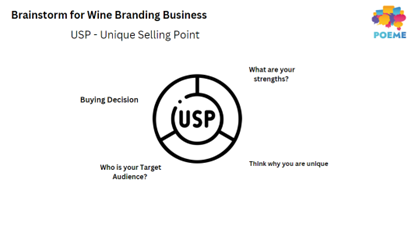 Brainstorm for Wine Branding Business
USP - Unique Selling Point
POEME
What are your
strengths?
Buying Decision
USP
Who is your Target
Audience?
Think why you are unique